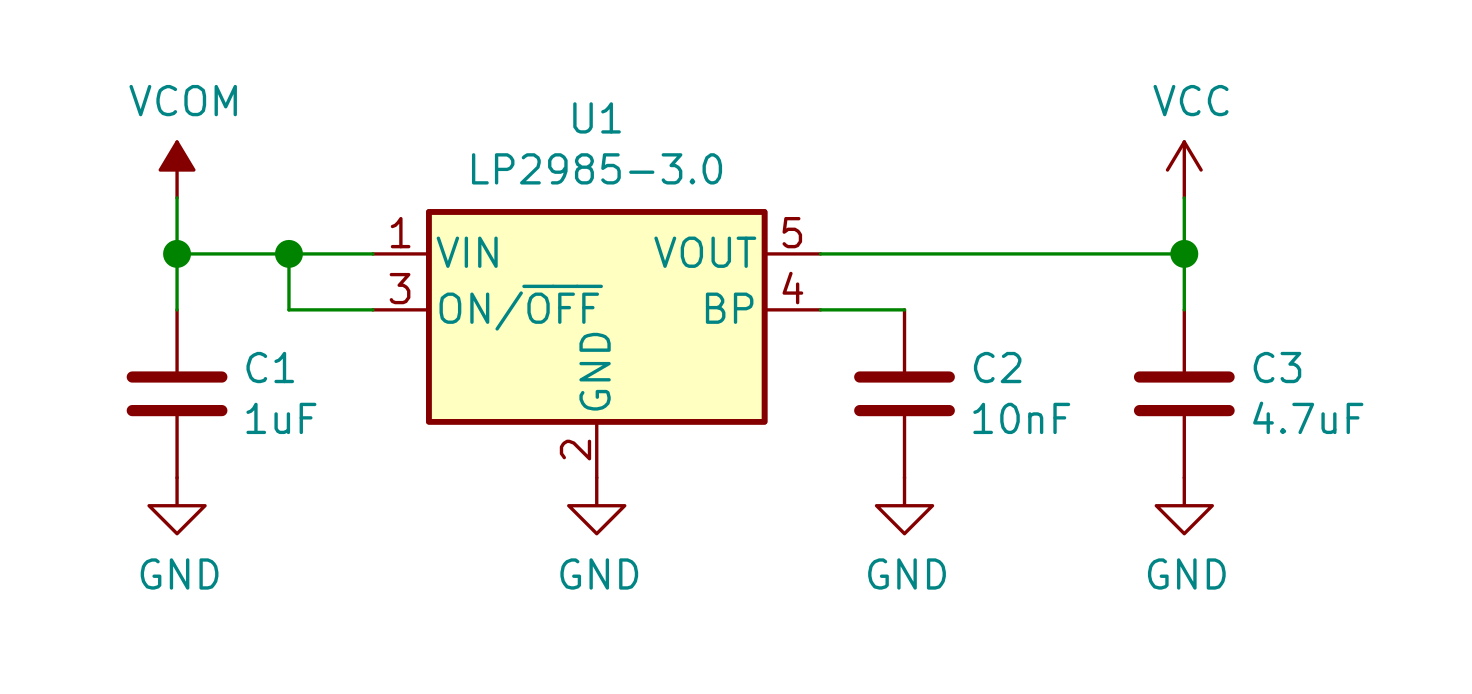 VCOM
VCC
U1
LP2985-3.0
1
VIN
VOUT
5
3
ON/OFF
BP
4
GND
2
C1
1uF
C2
10nF
C3
4.7uF
GND
GND
GND
GND